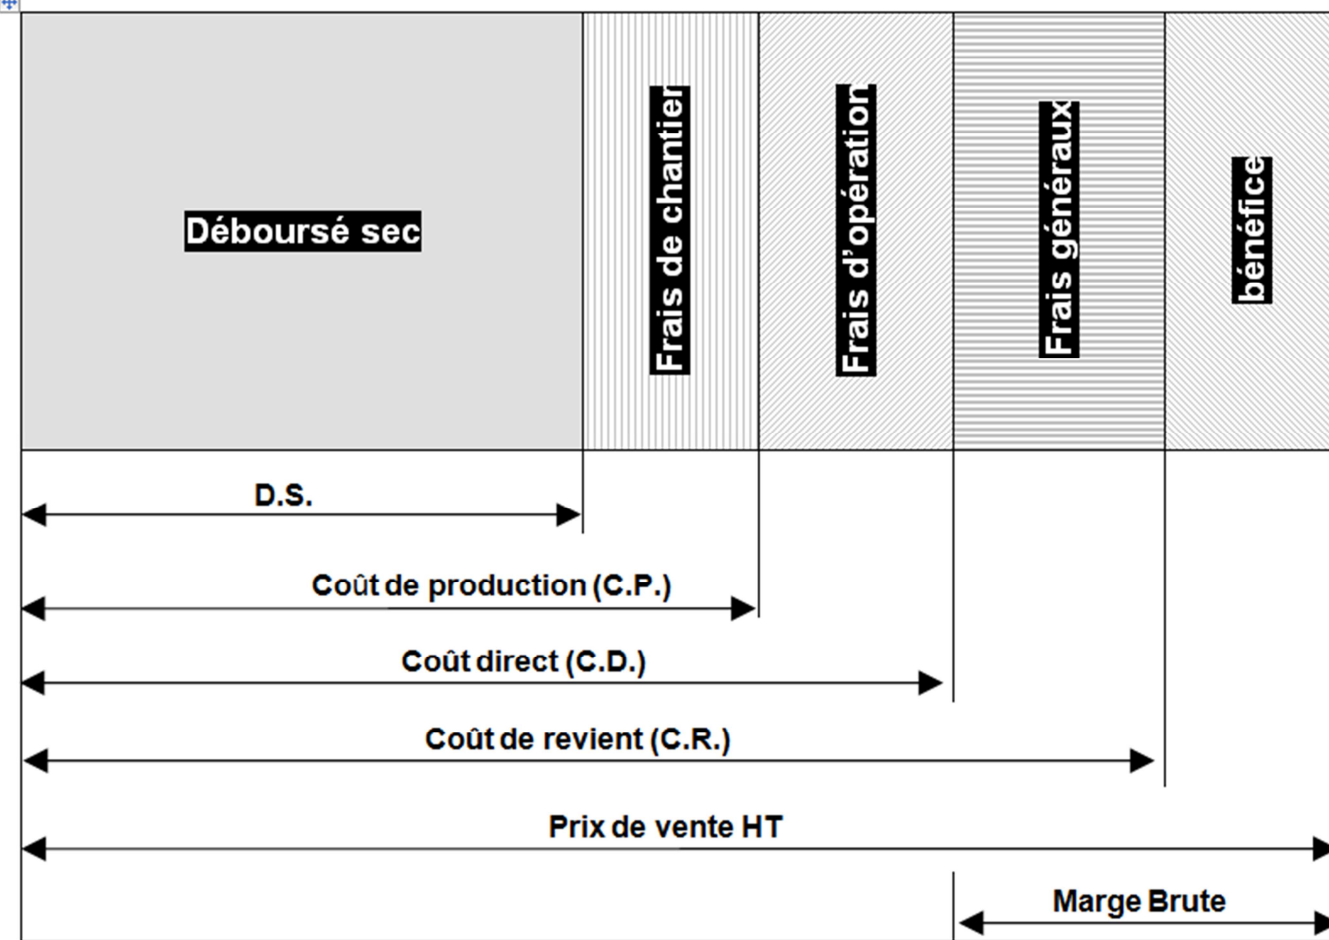 Déboursé sec
Frais de chantier
Frais d'opération
Frais généraux
bénéfice
D.S.
Coût de production (C.P.)
Coût direct (C.D.)
Coût de revient (C.R.)
Prix de vente HT
Marge Brute